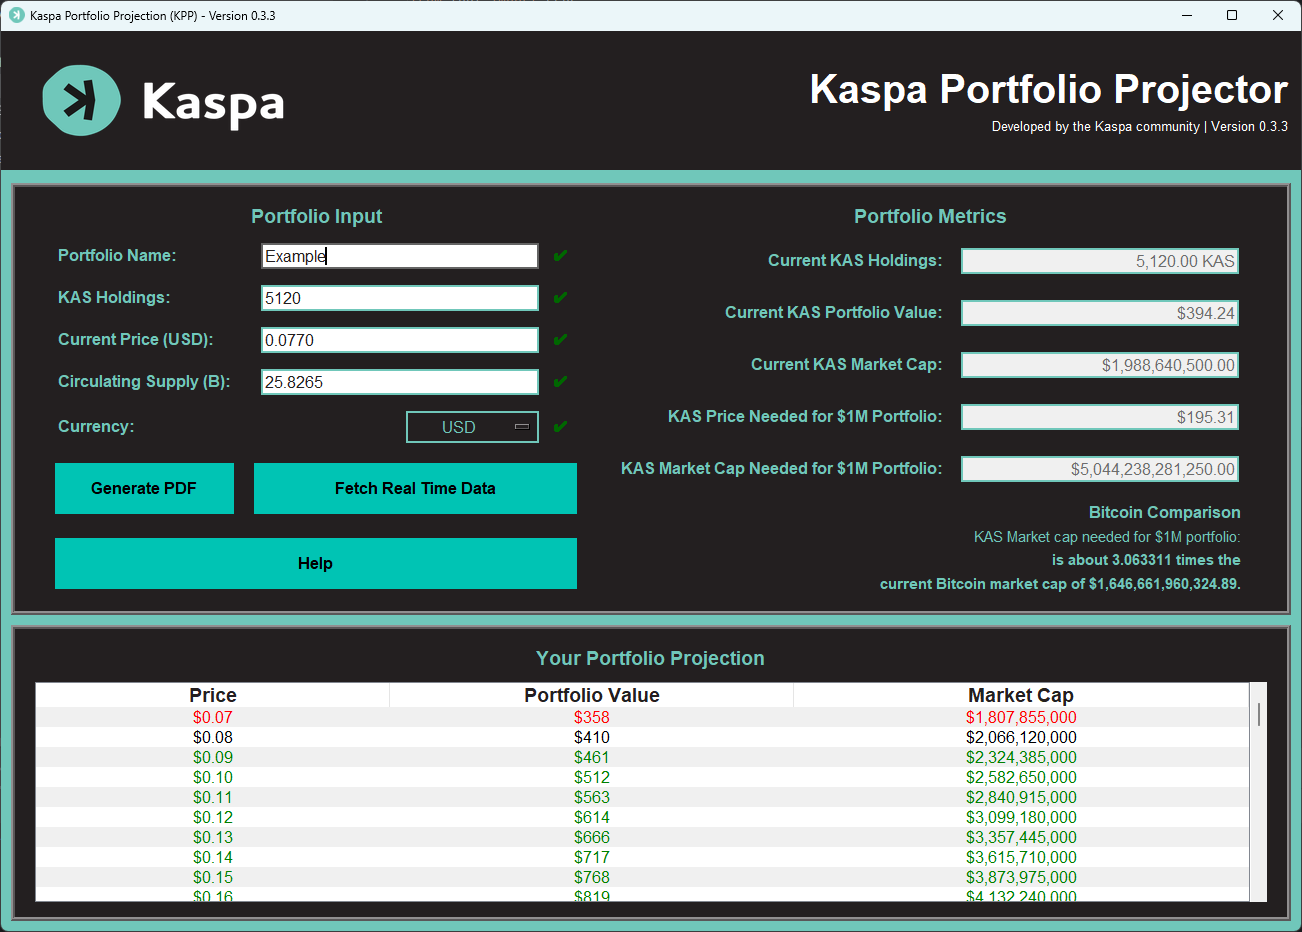 Kaspa Portfolio Projection (KPP) - Version 0.3.3
Kaspa
Kaspa Portfolio Projector
Developed by the Kaspa community | Version 0.3.3
Portfolio Input
Portfolio Name: Example
KAS Holdings: 5120
Current Price (USD): 0.0770
Circulating Supply (B): 25.8265
Currency: USD
Generate PDF Fetch Real Time Data
Help
Portfolio Metrics
Current KAS Holdings: 5,120.00 KAS
Current KAS Portfolio Value: $394.24
Current KAS Market Cap: $1,988,640,500.00
KAS Price Needed for $1M Portfolio: $195.31
KAS Market Cap Needed for $1M Portfolio: $5,044,238,281,250.00
Bitcoin Comparison
KAS Market cap needed for $1M portfolio:
is about 3.063311 times the
current Bitcoin market cap of $1,646,661,960,324.89.
Your Portfolio Projection
Price Portfolio Value Market Cap
$0.07 $358 $1,807,855,000
$0.08 $410 $2,066,120,000
$0.09 $461 $2,324,385,000
$0.10 $512 $2,582,650,000
$0.11 $563 $2,840,915,000
$0.12 $614 $3,099,180,000
$0.13 $666 $3,357,445,000
$0.14 $717 $3,615,710,000
$0.15 $768 $3,873,975,000
$0.16 $819 $4,132,240,000